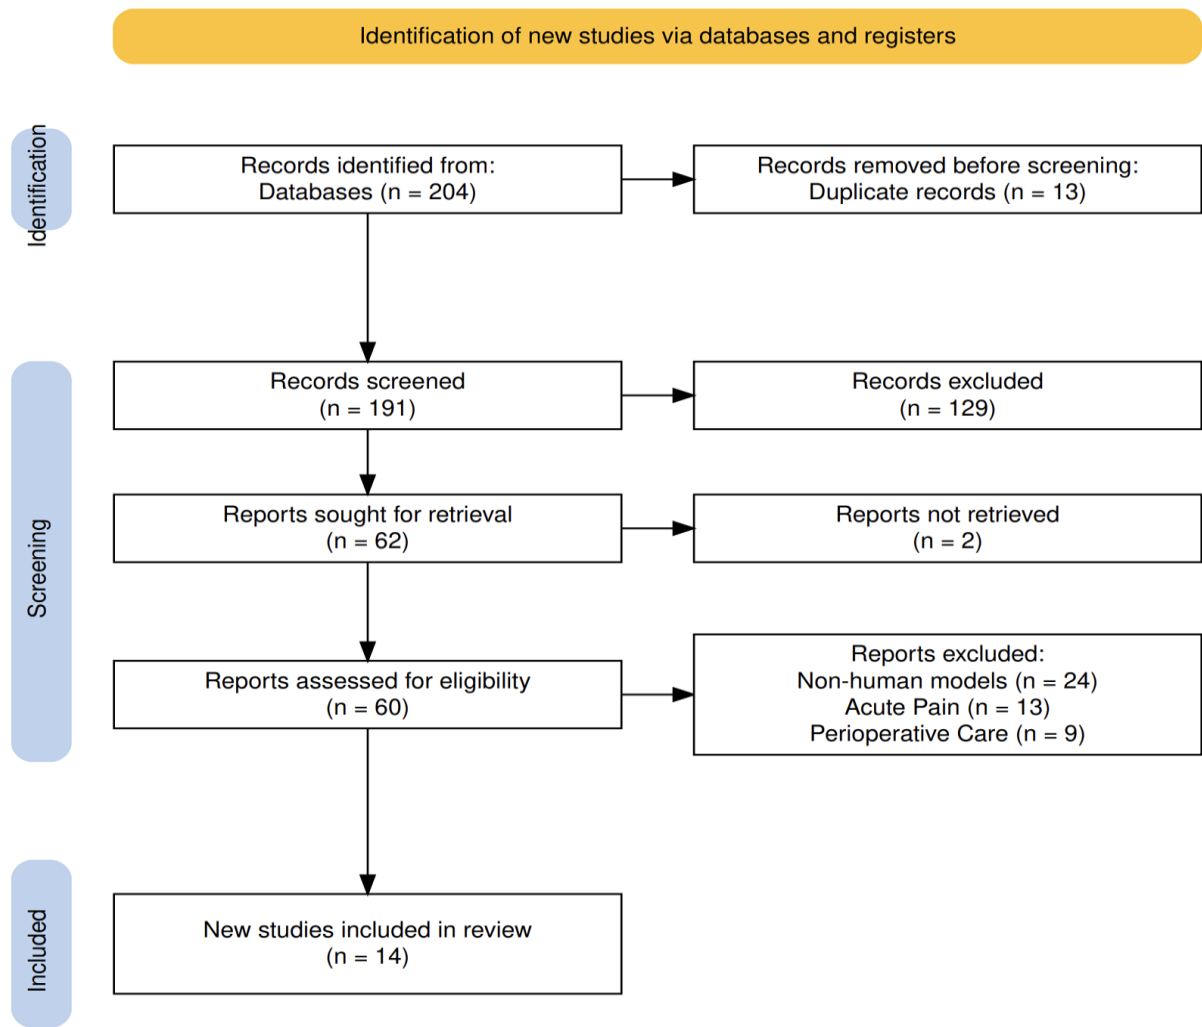 Identification of new studies via databases and registers
Identification
Records identified from:
Databases (n = 204)
Records removed before screening:
Duplicate records (n = 13)
Screening
Records screened
(n = 191)
Records excluded
(n = 129)
Reports sought for retrieval
(n = 62)
Reports not retrieved
(n = 2)
Reports assessed for eligibility
(n = 60)
Reports excluded:
Non-human models (n = 24)
Acute Pain (n = 13)
Perioperative Care (n = 9)
Included
New studies included in review
(n = 14)